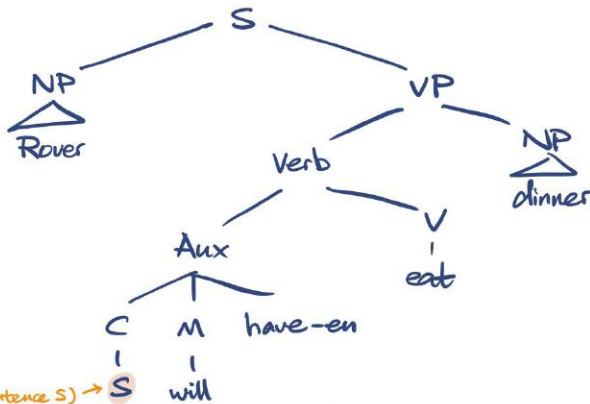 S
NP VP
Rover
Verb NP
dinner
Aux V
eat
C M have-en
S) → S will